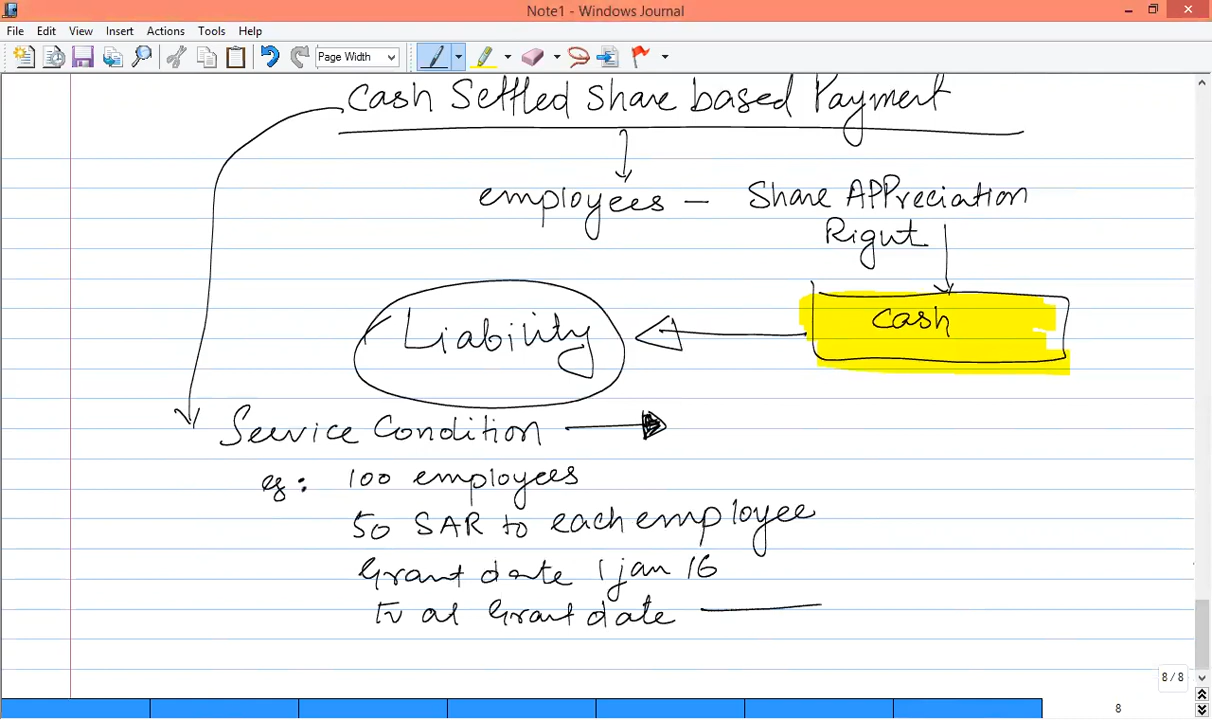 Note1 - Windows Journal
File Edit View Insert Actions Tools Help
Page Width
Cash Settled Share based Payment
employees - Share Appreciation
Right
Cash
Liability
Service Condition
eg: 100 employees
50 SAR to each employee
Grant date 1 jan 16
Fv at Grant date
8 / 8
8